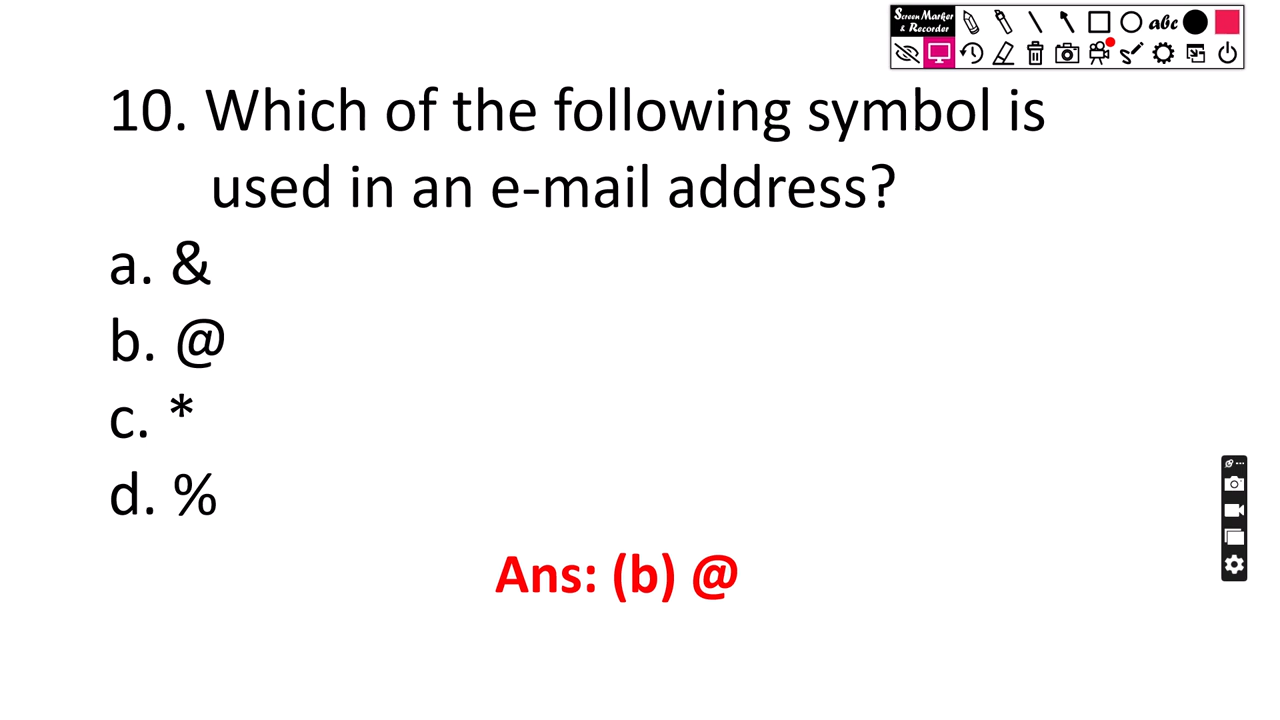 Screen Marker
& Recorder
abc
10. Which of the following symbol is
used in an e-mail address?
a. &
b. @
c. *
d. %
Ans: (b) @